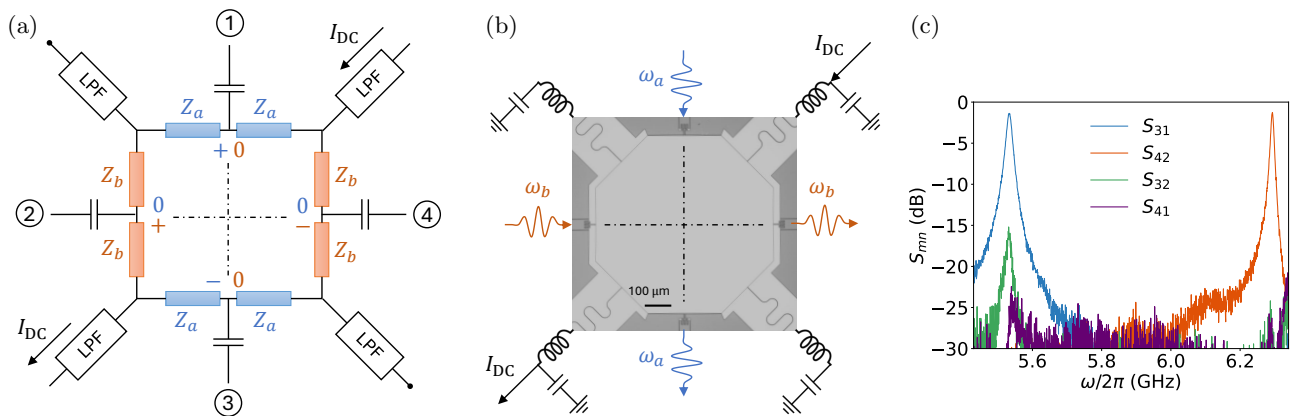 (a)
1
I_DC
LPF
LPF
Z_a
Z_a
+ 0
Z_b
Z_b
2
0
+
0
−
4
Z_b
Z_b
− 0
I_DC
Z_a
Z_a
LPF
LPF
3
(b)
I_DC
ω_a
ω_b
ω_b
100 μm
I_DC
ω_a
(c)
0
−5
−10
−15
−20
−25
−30
S_mn (dB)
S_31
S_42
S_32
S_41
5.6
5.8
6.0
6.2
ω/2π (GHz)